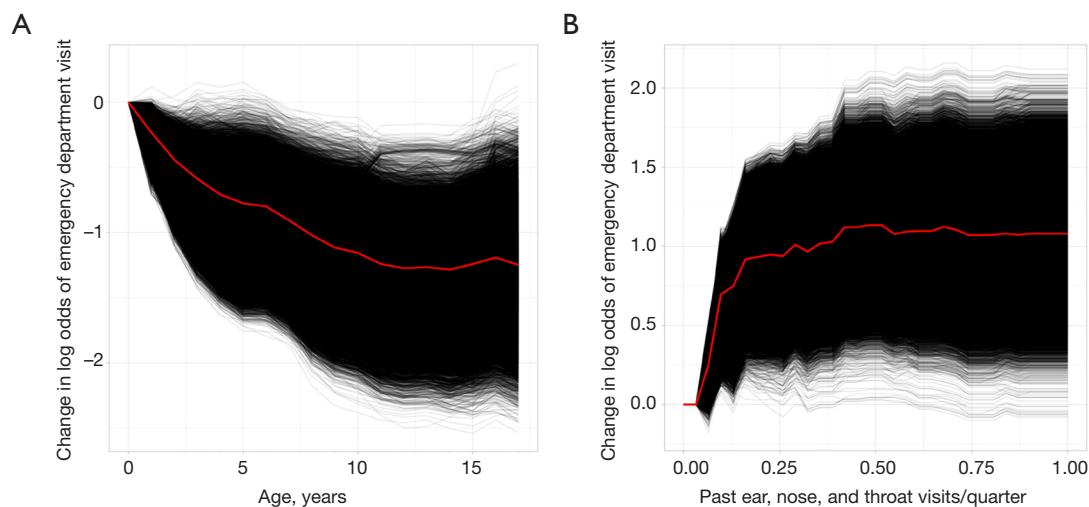 A
Change in log odds of emergency department visit
0
−1
−2
0
5
10
15
Age, years
B
Change in log odds of emergency department visit
2.0
1.5
1.0
0.5
0.0
0.00
0.25
0.50
0.75
1.00
Past ear, nose, and throat visits/quarter